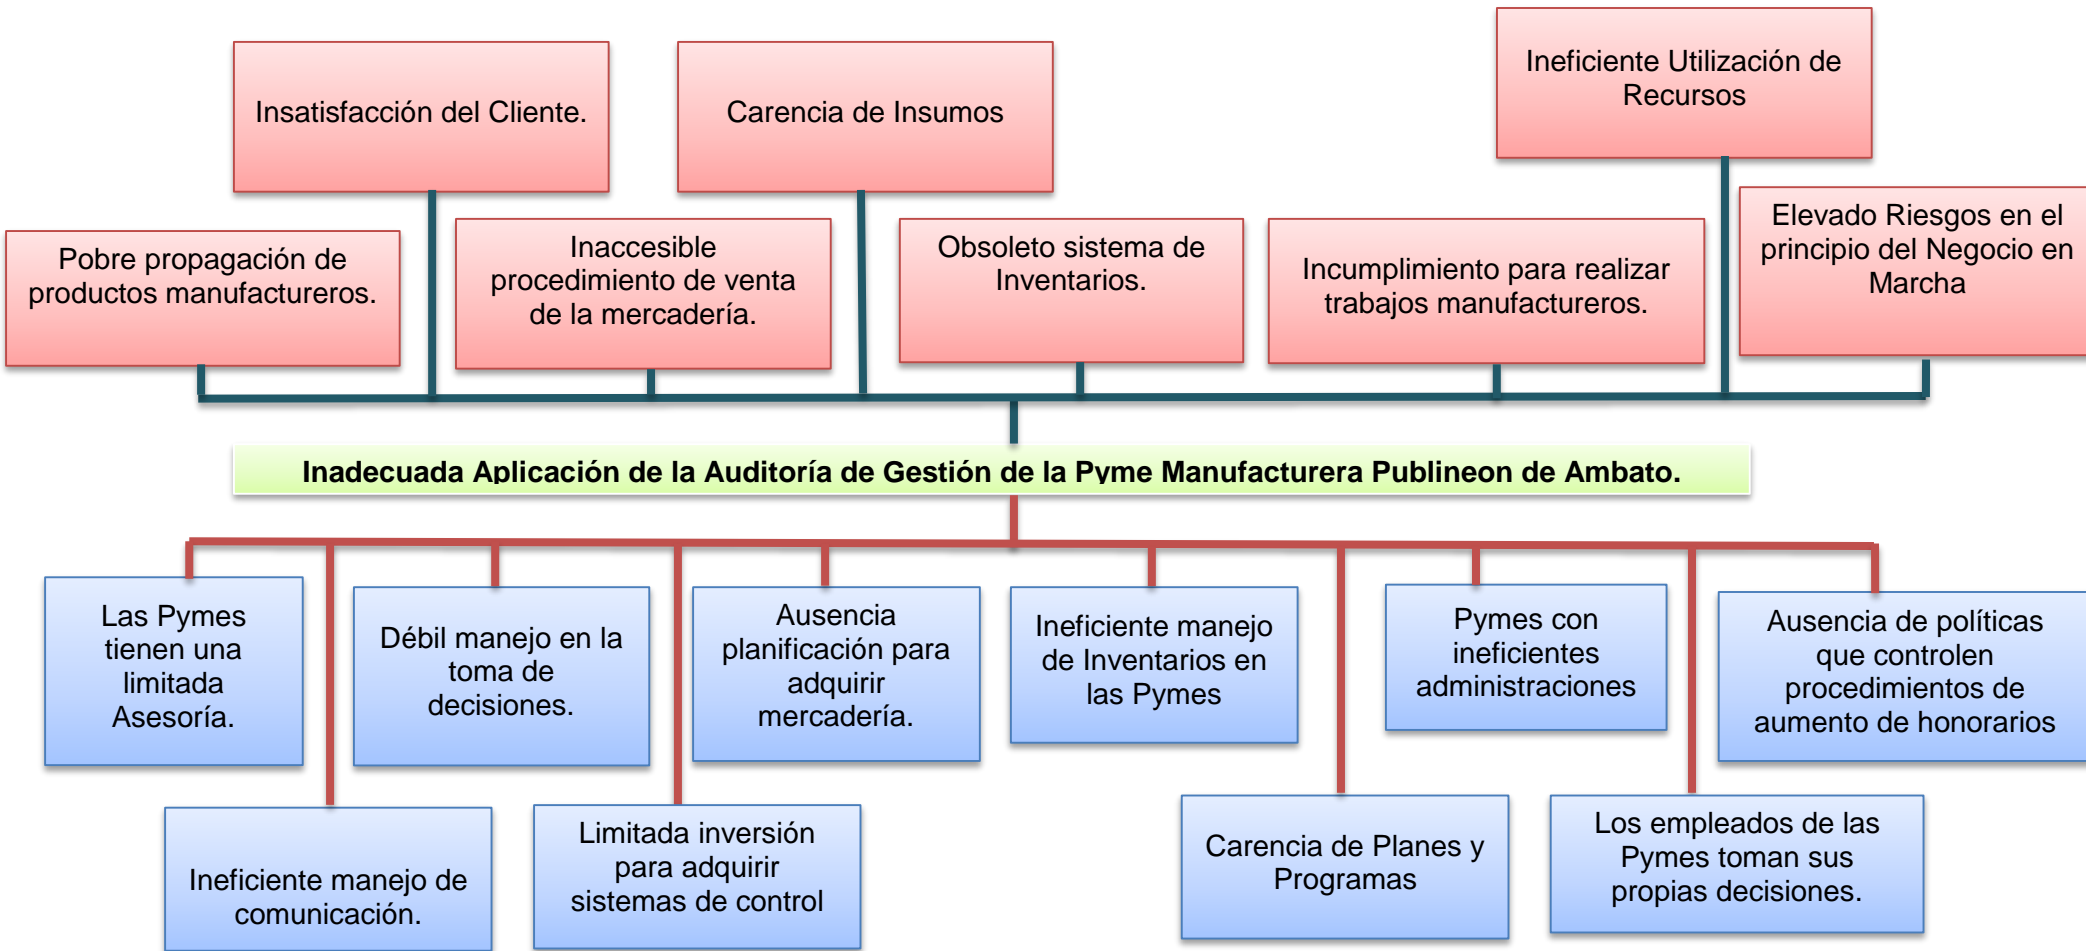 Insatisfacción del Cliente.
Carencia de Insumos
Ineficiente Utilización de
Recursos
Pobre propagación de
productos manufactureros.
Inaccesible
procedimiento de venta
de la mercadería.
Obsoleto sistema de
Inventarios.
Incumplimiento para realizar
trabajos manufactureros.
Elevado Riesgos en el
principio del Negocio en
Marcha
Inadecuada Aplicación de la Auditoría de Gestión de la Pyme Manufacturera Publineon de Ambato.
Las Pymes
tienen una
limitada
Asesoría.
Débil manejo en la
toma de
decisiones.
Ausencia
planificación para
adquirir
mercadería.
Ineficiente manejo
de Inventarios en
las Pymes
Pymes con
ineficientes
administraciones
Ausencia de políticas
que controlen
procedimientos de
aumento de honorarios
Ineficiente manejo de
comunicación.
Limitada inversión
para adquirir
sistemas de control
Carencia de Planes y
Programas
Los empleados de las
Pymes toman sus
propias decisiones.